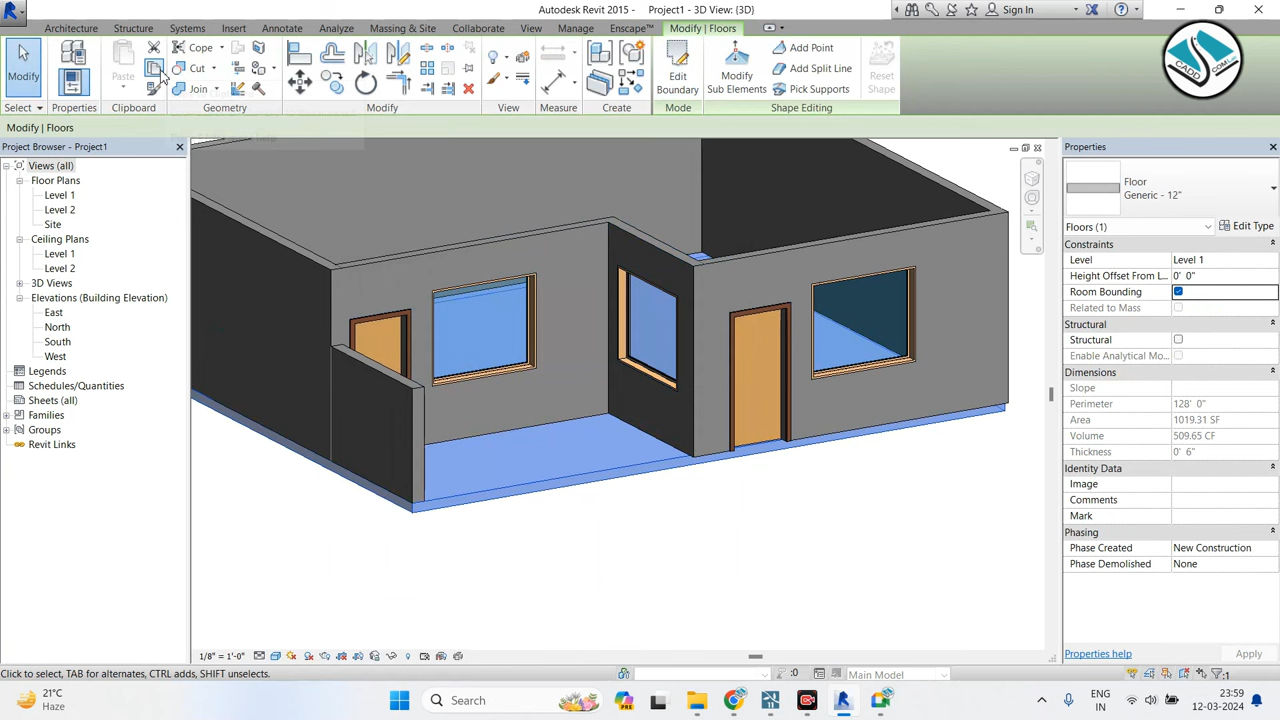 Autodesk Revit 2015 - Project1 - 3D View: {3D}
Sign In
Architecture Structure Systems Insert Annotate Analyze Massing & Site Collaborate View Manage Enscape™ Modify | Floors
Modify
Paste
Cope
Cut
Join
Edit Boundary
Modify Sub Elements
Add Point
Add Split Line
Pick Supports
Reset Shape
Select Properties Clipboard Geometry Modify View Measure Create Mode Shape Editing
Modify | Floors
Project Browser - Project1
Views (all)
Floor Plans
Level 1
Level 2
Site
Ceiling Plans
Level 1
Level 2
3D Views
Elevations (Building Elevation)
East
North
South
West
Legends
Schedules/Quantities
Sheets (all)
Families
Groups
Revit Links
Properties
Floor
Generic - 12"
Floors (1) Edit Type
Constraints
Level Level 1
Height Offset From L... 0' 0"
Room Bounding
Related to Mass
Structural
Structural
Enable Analytical Mo...
Dimensions
Slope
Perimeter 128' 0"
Area 1019.31 SF
Volume 509.65 CF
Thickness 0' 6"
Identity Data
Image
Comments
Mark
Phasing
Phase Created New Construction
Phase Demolished None
Properties help Apply
1/8" = 1'-0"
Click to select, TAB for alternates, CTRL adds, SHIFT unselects.
:0 Main Model :1
21°C
Haze
Search
ENG
IN
23:59
12-03-2024